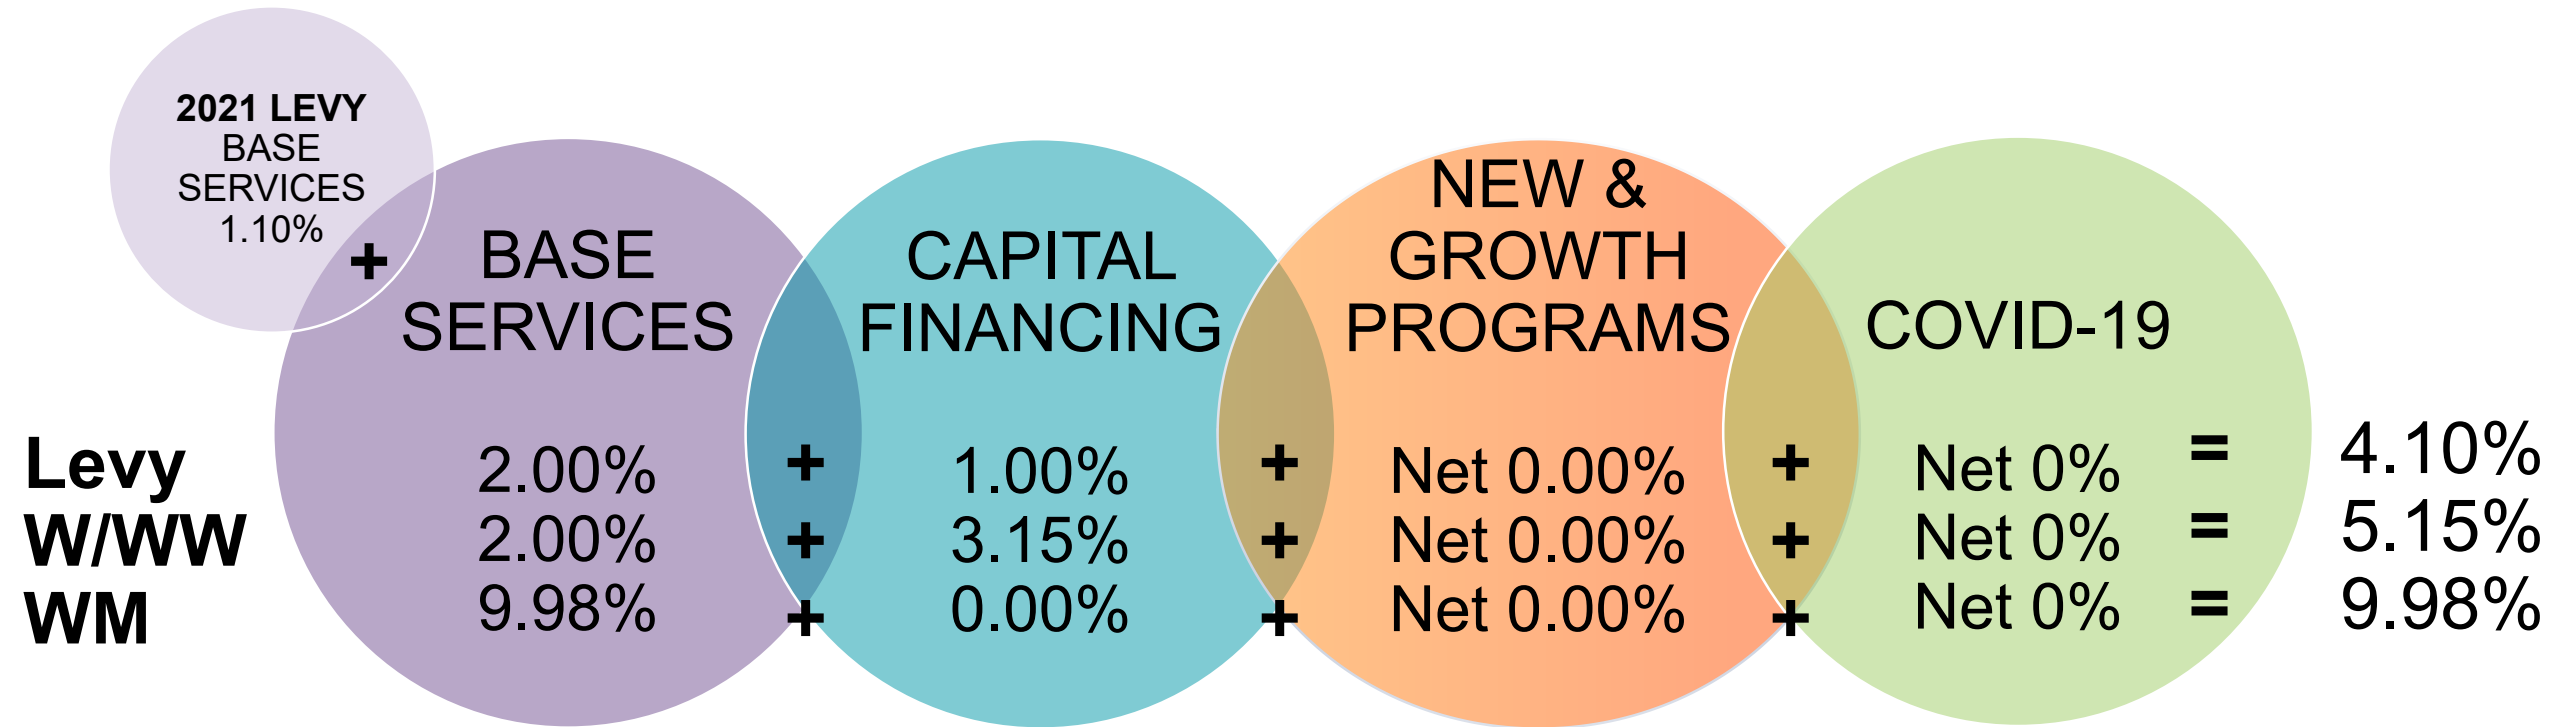 2021 LEVY
BASE
SERVICES
1.10%
+
BASE
SERVICES
CAPITAL
FINANCING
NEW &
GROWTH
PROGRAMS
COVID-19
Levy 2.00% + 1.00% + Net 0.00% + Net 0% = 4.10%
W/WW 2.00% + 3.15% + Net 0.00% + Net 0% = 5.15%
WM 9.98% + 0.00% + Net 0.00% + Net 0% = 9.98%